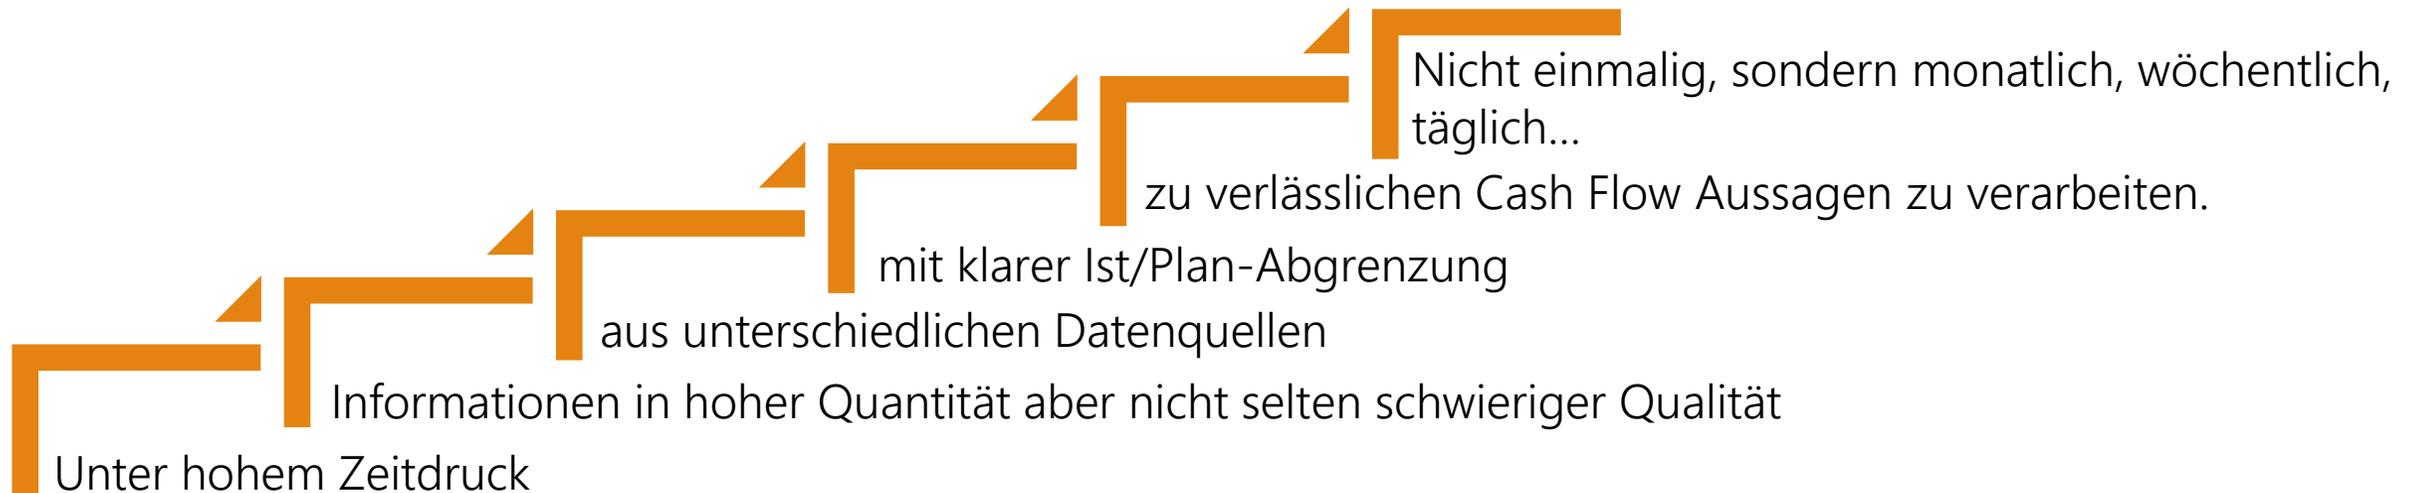 Nicht einmalig, sondern monatlich, wöchentlich,
täglich...
zu verlässlichen Cash Flow Aussagen zu verarbeiten.
mit klarer Ist/Plan-Abgrenzung
aus unterschiedlichen Datenquellen
Informationen in hoher Quantität aber nicht selten schwieriger Qualität
Unter hohem Zeitdruck